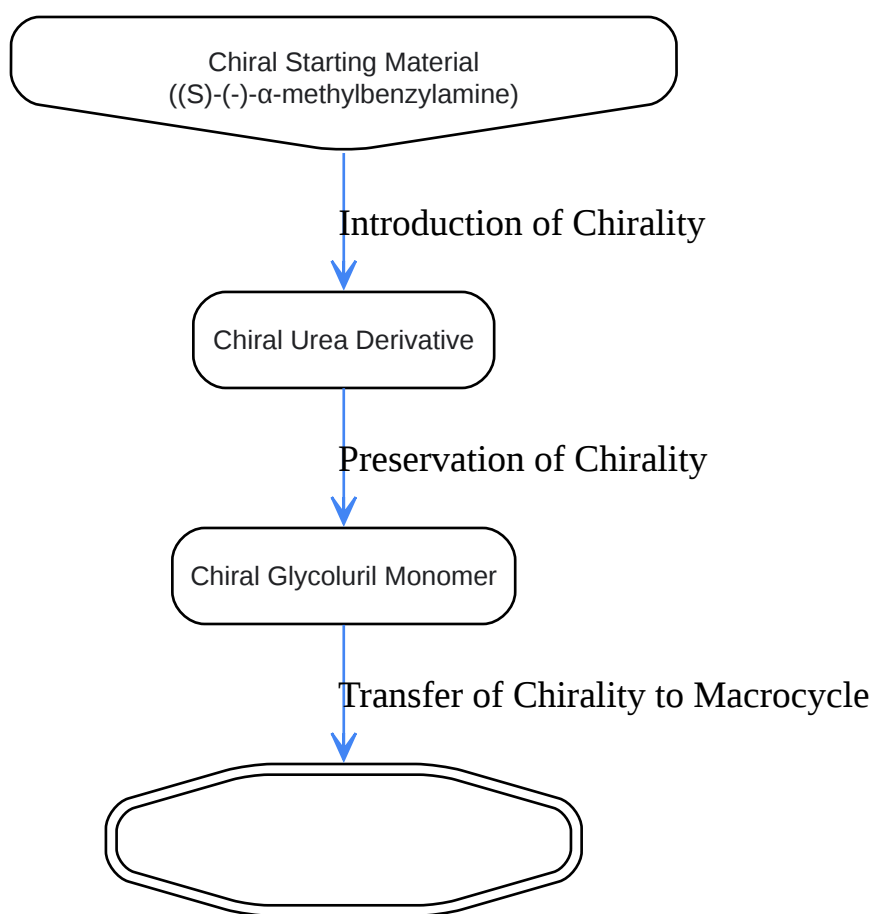 Chiral Starting Material
((S)-(-)-α-methylbenzylamine)
Introduction of Chirality
Chiral Urea Derivative
Preservation of Chirality
Chiral Glycoluril Monomer
Transfer of Chirality to Macrocycle